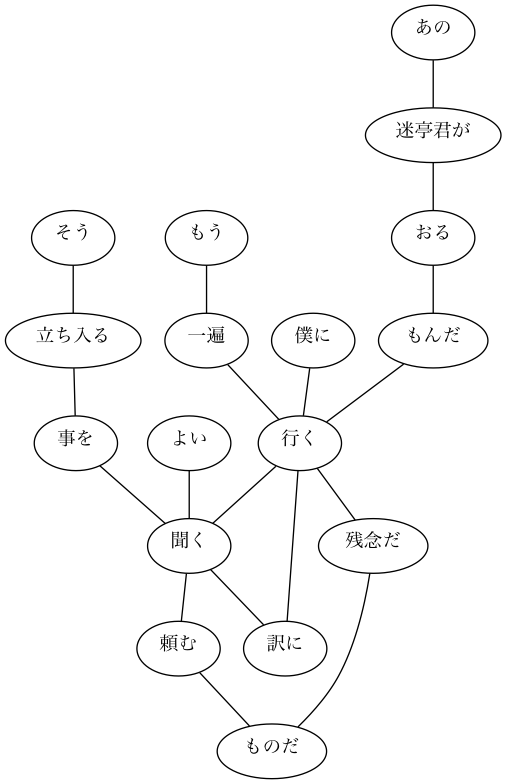 あの
迷亭君が
そう
もう
おる
立ち入る
一遍
僕に
もんだ
事を
よい
行く
聞く
残念だ
頼む
訳に
ものだ